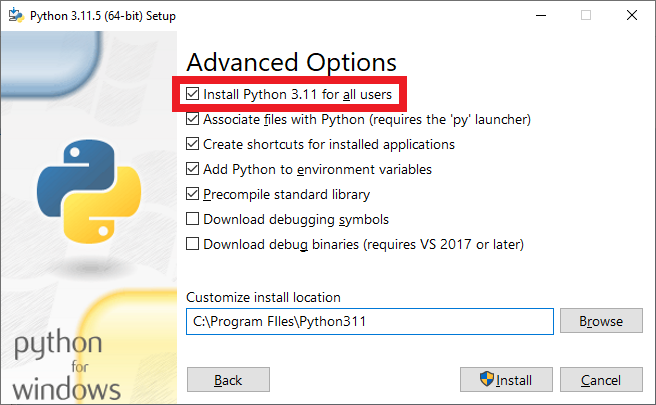 Python 3.11.5 (64-bit) Setup
Advanced Options
Install Python 3.11 for all users
Associate files with Python (requires the 'py' launcher)
Create shortcuts for installed applications
Add Python to environment variables
Precompile standard library
Download debugging symbols
Download debug binaries (requires VS 2017 or later)
Customize install location
C:\Program FIles\Python311
Browse
python
for
windows
Back
Install
Cancel